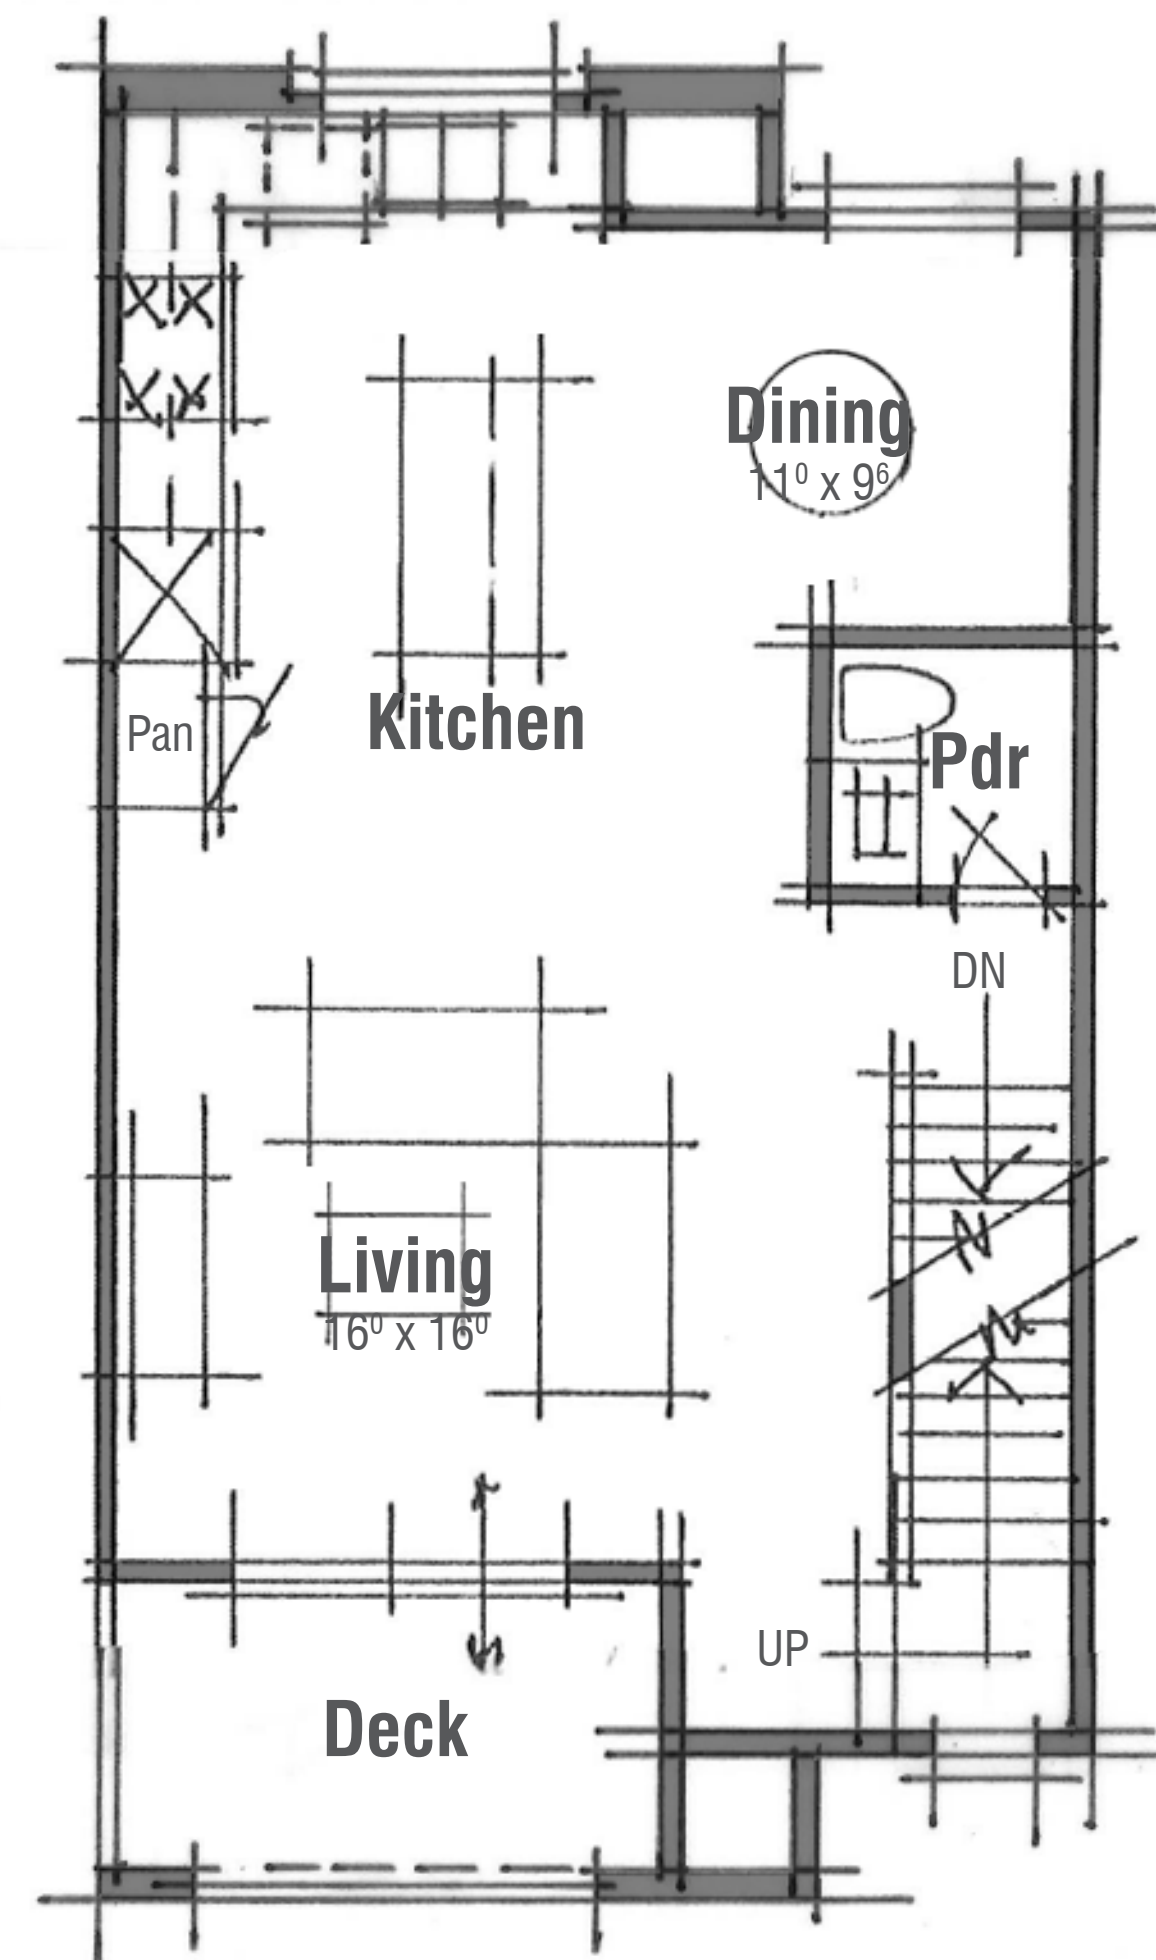 Dining
11⁰ x 9⁶
Kitchen
Pan
Pdr
DN
Living
16⁰ x 16⁰
UP
Deck